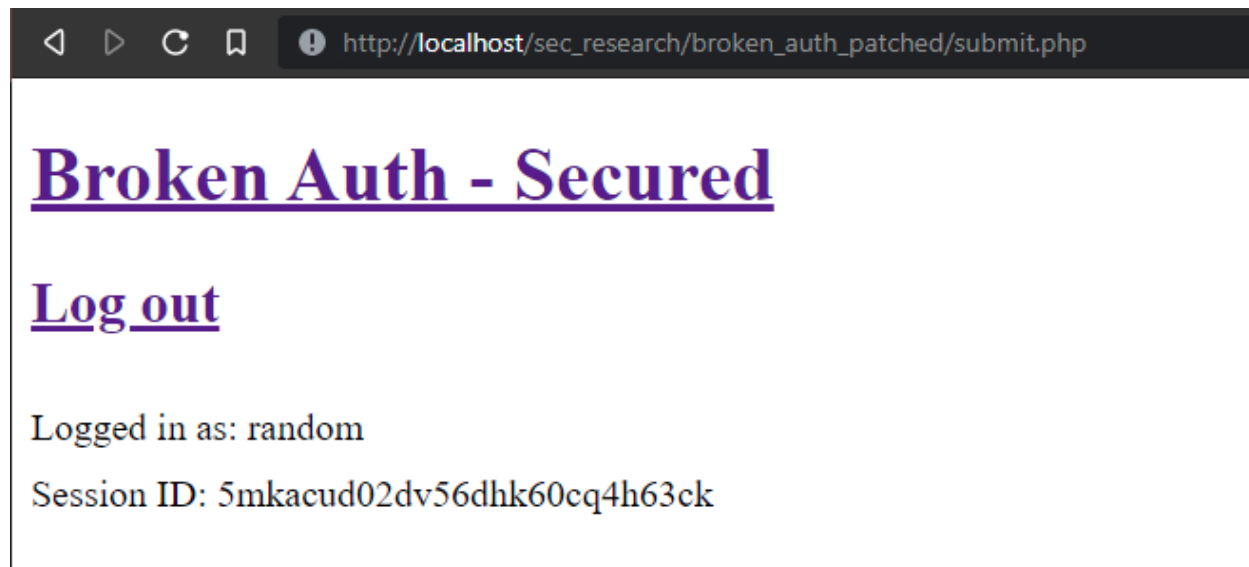 http://localhost/sec_research/broken_auth_patched/submit.php
Broken Auth - Secured
Log out
Logged in as: random
Session ID: 5mkacud02dv56dhk60cq4h63ck